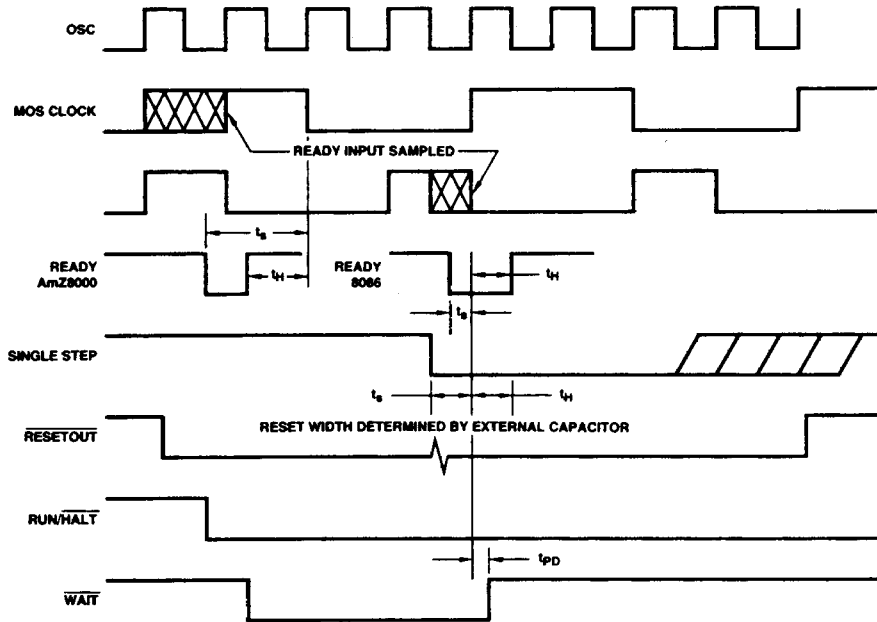 OSC
MOS CLOCK
READY INPUT SAMPLED
ts
READY
AmZ8000
tH
READY
8086
tH
ts
SINGLE STEP
ts
tH
RESETOUT
RESET WIDTH DETERMINED BY EXTERNAL CAPACITOR
RUN/HALT
tPD
WAIT